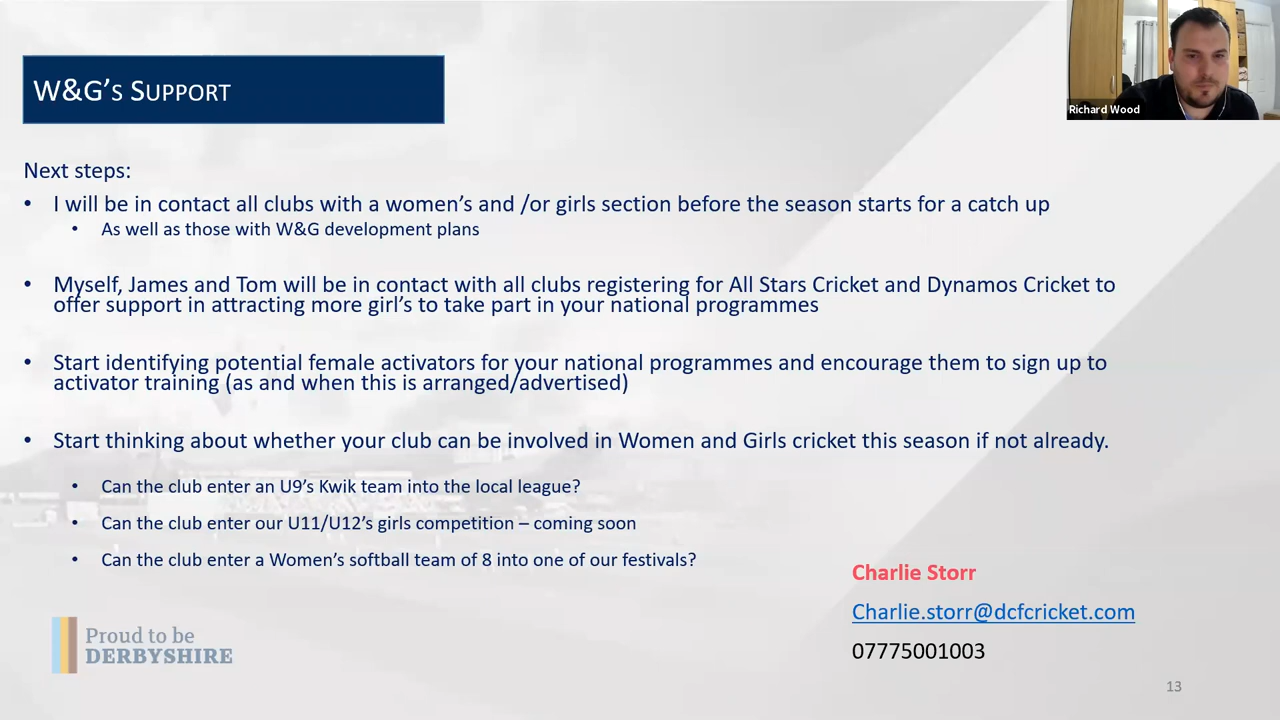 W&G's Support
Richard Wood
Next steps:
• I will be in contact all clubs with a women's and /or girls section before the season starts for a catch up
• As well as those with W&G development plans
• Myself, James and Tom will be in contact with all clubs registering for All Stars Cricket and Dynamos Cricket to
offer support in attracting more girl's to take part in your national programmes
• Start identifying potential female activators for your national programmes and encourage them to sign up to
activator training (as and when this is arranged/advertised)
• Start thinking about whether your club can be involved in Women and Girls cricket this season if not already.
• Can the club enter an U9's Kwik team into the local league?
• Can the club enter our U11/U12's girls competition – coming soon
• Can the club enter a Women's softball team of 8 into one of our festivals?
Charlie Storr
Charlie.storr@dcfcricket.com
07775001003
Proud to be
DERBYSHIRE
13